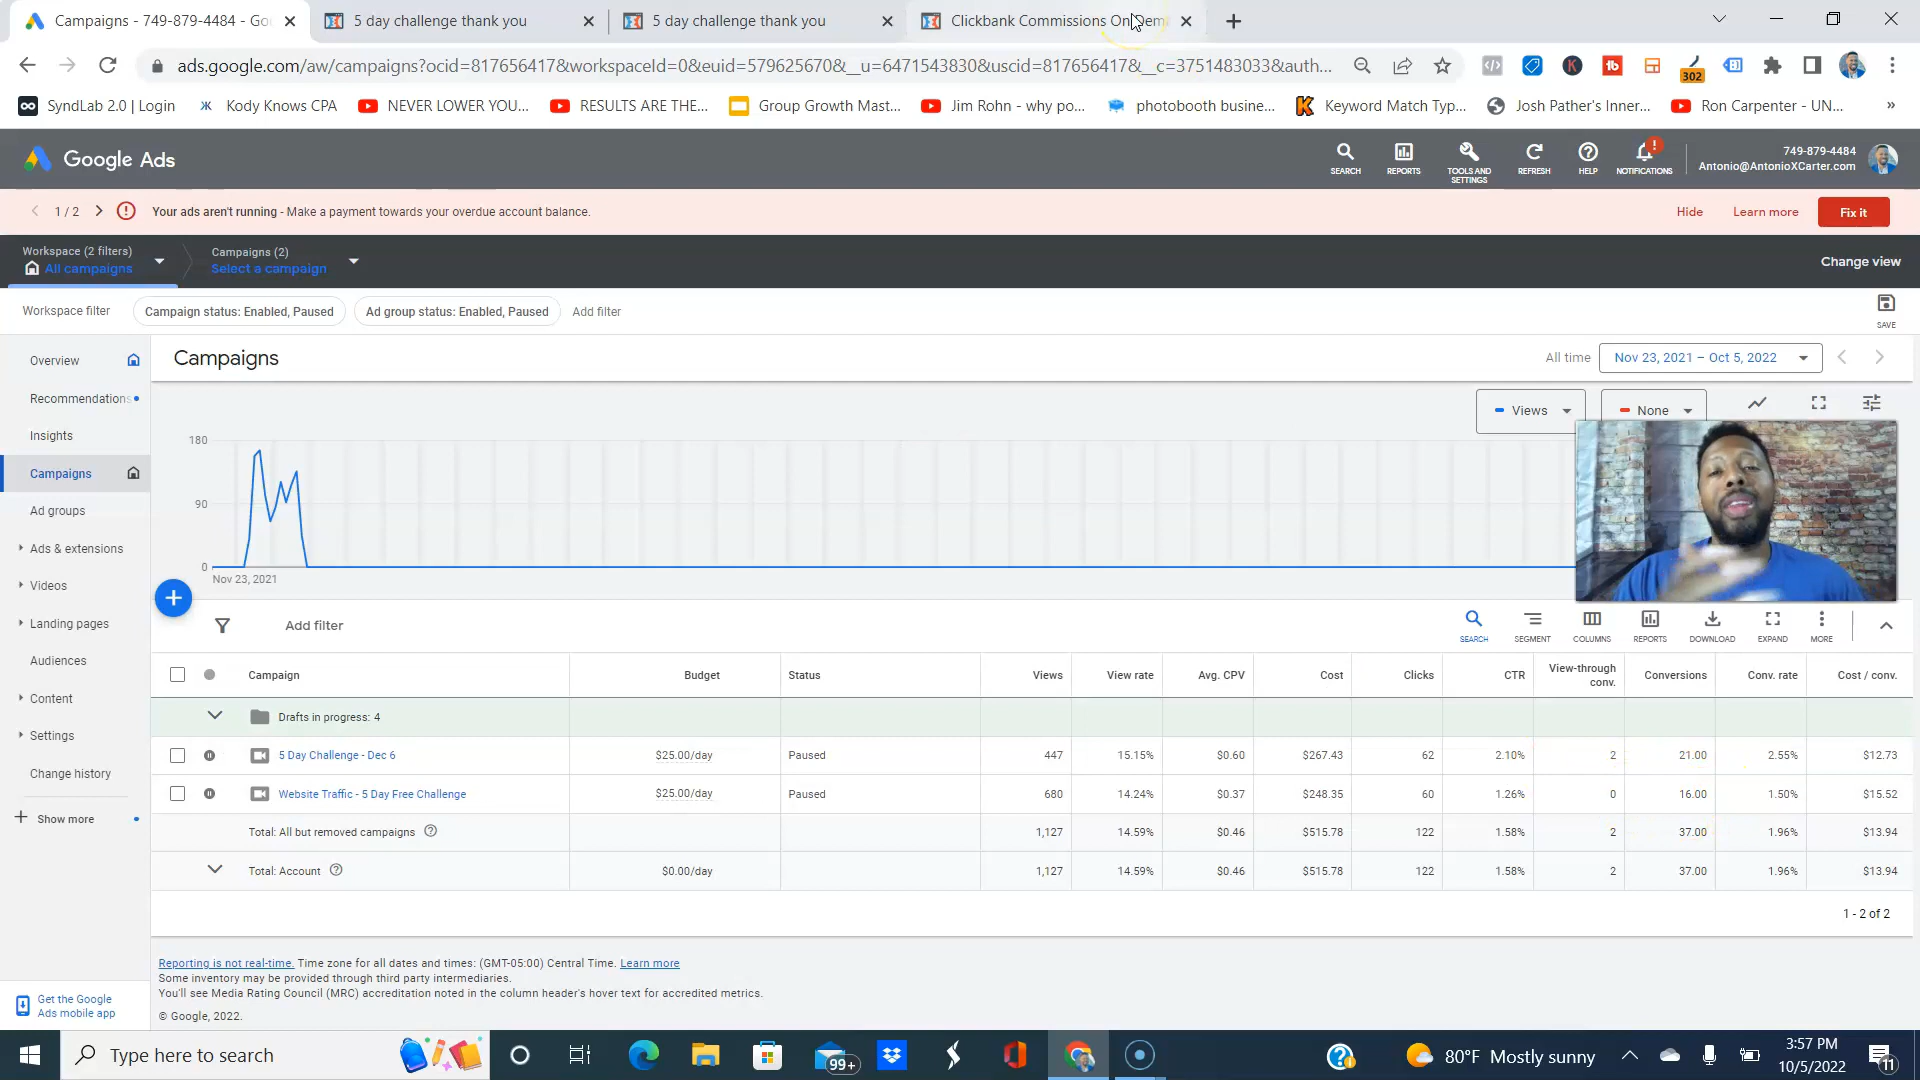 Campaigns - 749-879-4484 - Go
5 day challenge thank you
5 day challenge thank you
Clickbank Commissions On Dem
ads.google.com/aw/campaigns?ocid=817656417&workspaceId=0&euid=579625670&__u=6471543830&uscid=817656417&__c=3751483033&auth...
302
SyndLab 2.0 | Login
Kody Knows CPA
NEVER LOWER YOU...
RESULTS ARE THE...
Group Growth Mast...
Jim Rohn - why po...
photobooth busine...
Keyword Match Typ...
Josh Pather's Inner...
Ron Carpenter - UN...
»
Google Ads
SEARCH
REPORTS
TOOLS AND SETTINGS
REFRESH
HELP
NOTIFICATIONS
749-879-4484
Antonio@AntonioXCarter.com
1 / 2
Your ads aren't running - Make a payment towards your overdue account balance.
Hide
Learn more
Fix it
Workspace (2 filters)
All campaigns
Campaigns (2)
Select a campaign
Change view
Workspace filter
Campaign status: Enabled, Paused
Ad group status: Enabled, Paused
Add filter
SAVE
Overview
Recommendations
Insights
Campaigns
Ad groups
Ads & extensions
Videos
Landing pages
Audiences
Content
Settings
Change history
Show more
Get the Google
Ads mobile app
Campaigns
All time
Nov 23, 2021 – Oct 5, 2022
Views
None
180
90
0
Nov 23, 2021
Add filter
SEARCH
SEGMENT
COLUMNS
REPORTS
DOWNLOAD
EXPAND
MORE
Campaign Budget Status Views View rate Avg. CPV Cost Clicks CTR View-through conv. Conversions Conv. rate Cost / conv.
Drafts in progress: 4
5 Day Challenge - Dec 6 $25.00/day Paused 447 15.15% $0.60 $267.43 62 2.10% 2 21.00 2.55% $12.73
Website Traffic - 5 Day Free Challenge $25.00/day Paused 680 14.24% $0.37 $248.35 60 1.26% 0 16.00 1.50% $15.52
Total: All but removed campaigns 1,127 14.59% $0.46 $515.78 122 1.58% 2 37.00 1.96% $13.94
Total: Account $0.00/day 1,127 14.59% $0.46 $515.78 122 1.58% 2 37.00 1.96% $13.94
1 - 2 of 2
Reporting is not real-time. Time zone for all dates and times: (GMT-05:00) Central Time. Learn more
Some inventory may be provided through third party intermediaries.
You'll see Media Rating Council (MRC) accreditation noted in the column header's hover text for accredited metrics.
© Google, 2022.
Type here to search
99+
80°F Mostly sunny
3:57 PM
10/5/2022
11